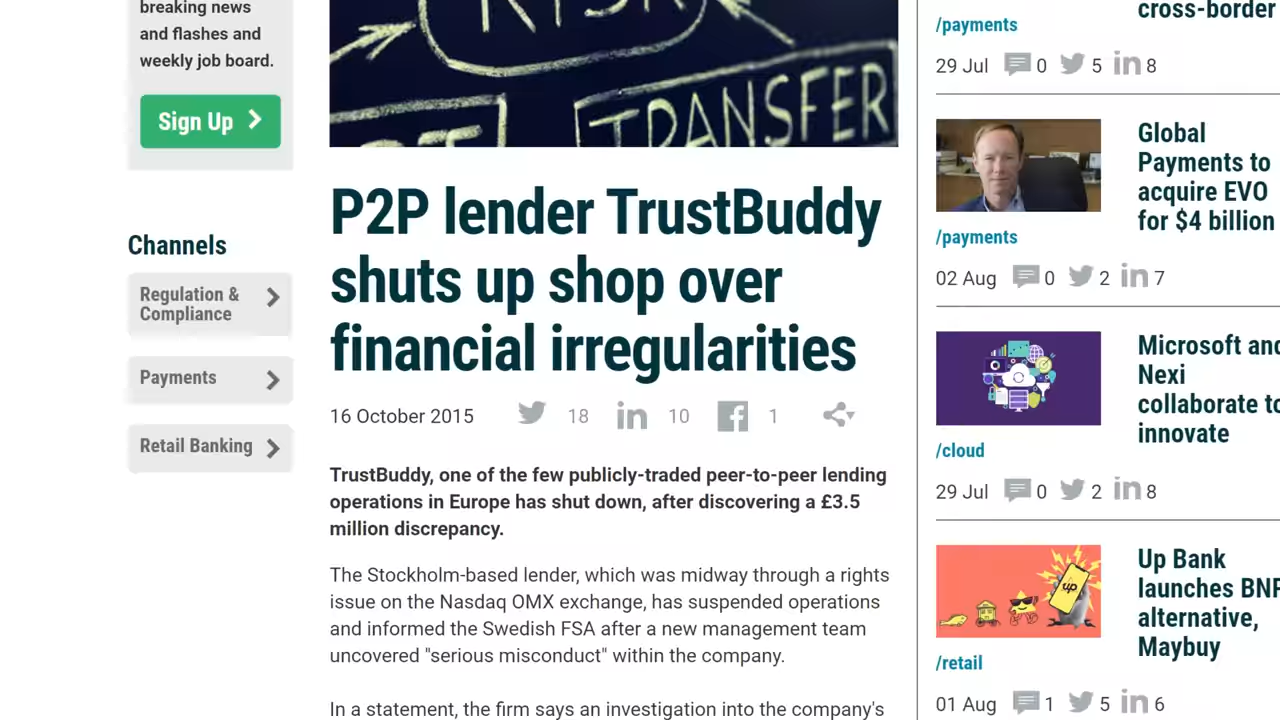 breaking news
and flashes and
weekly job board.
Sign Up
Channels
Regulation &
Compliance
Payments
Retail Banking
RISK
TRANSFER
P2P lender TrustBuddy
shuts up shop over
financial irregularities
16 October 2015 18 10 1
TrustBuddy, one of the few publicly-traded peer-to-peer lending
operations in Europe has shut down, after discovering a £3.5
million discrepancy.
The Stockholm-based lender, which was midway through a rights
issue on the Nasdaq OMX exchange, has suspended operations
and informed the Swedish FSA after a new management team
uncovered "serious misconduct" within the company.
In a statement, the firm says an investigation into the company's
cross-border
/payments
29 Jul 0 5 8
Global
Payments to
acquire EVO
for $4 billion
/payments
02 Aug 0 2 7
Microsoft and
Nexi
collaborate to
innovate
/cloud
29 Jul 0 2 8
up
Up Bank
launches BNP
alternative,
Maybuy
/retail
01 Aug 1 5 6